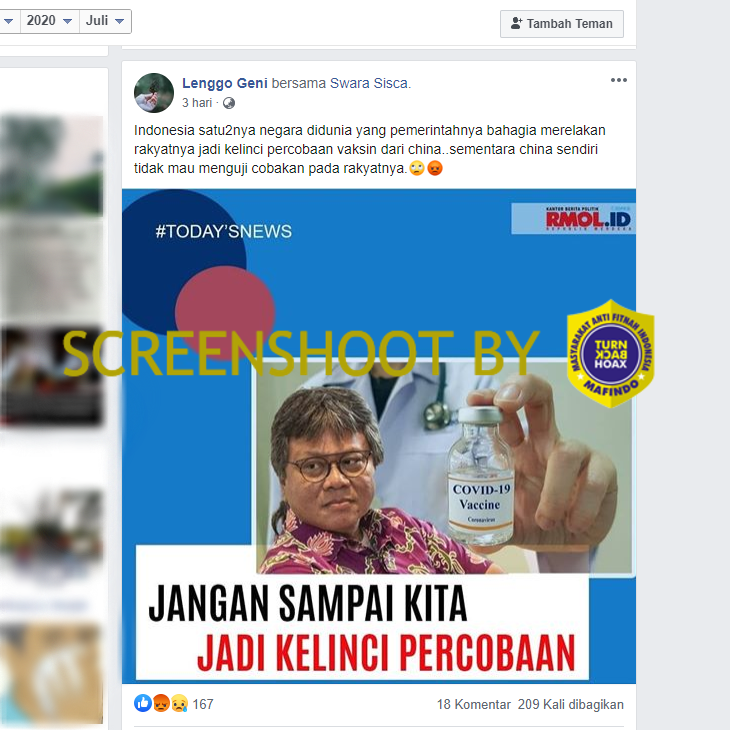 2020 Juli
Tambah Teman
Lenggo Geni bersama Swara Sisca.
3 hari ·
Indonesia satu2nya negara didunia yang pemerintahnya bahagia merelakan
rakyatnya jadi kelinci percobaan vaksin dari china..sementara china sendiri
tidak mau menguji cobakan pada rakyatnya.🙄😡
#TODAY'SNEWS
KANTOR BERITA POLITIK
RMOL.ID
REPUBLIK MERDEKA
SCREENSHOOT BY
MASYARAKAT ANTI FITNAH INDONESIA
TURN
BACK
HOAX
MAFINDO
COVID-19
Vaccine
Coronavirus
JANGAN SAMPAI KITA
JADI KELINCI PERCOBAAN
167
18 Komentar 209 Kali dibagikan